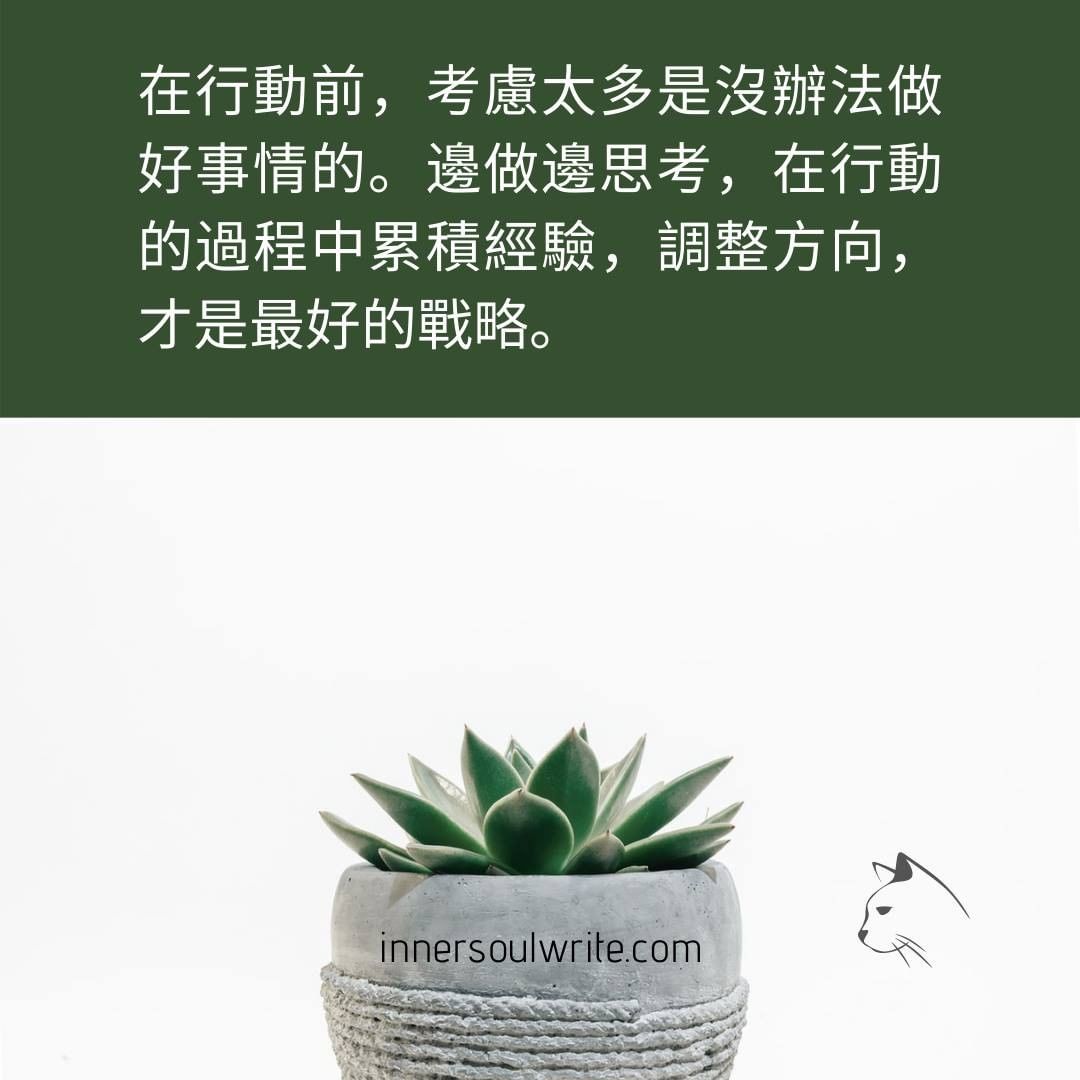 在行動前，考慮太多是沒辦法做
好事情的。邊做邊思考，在行動
的過程中累積經驗，調整方向，
才是最好的戰略。
innersoulwrite.com